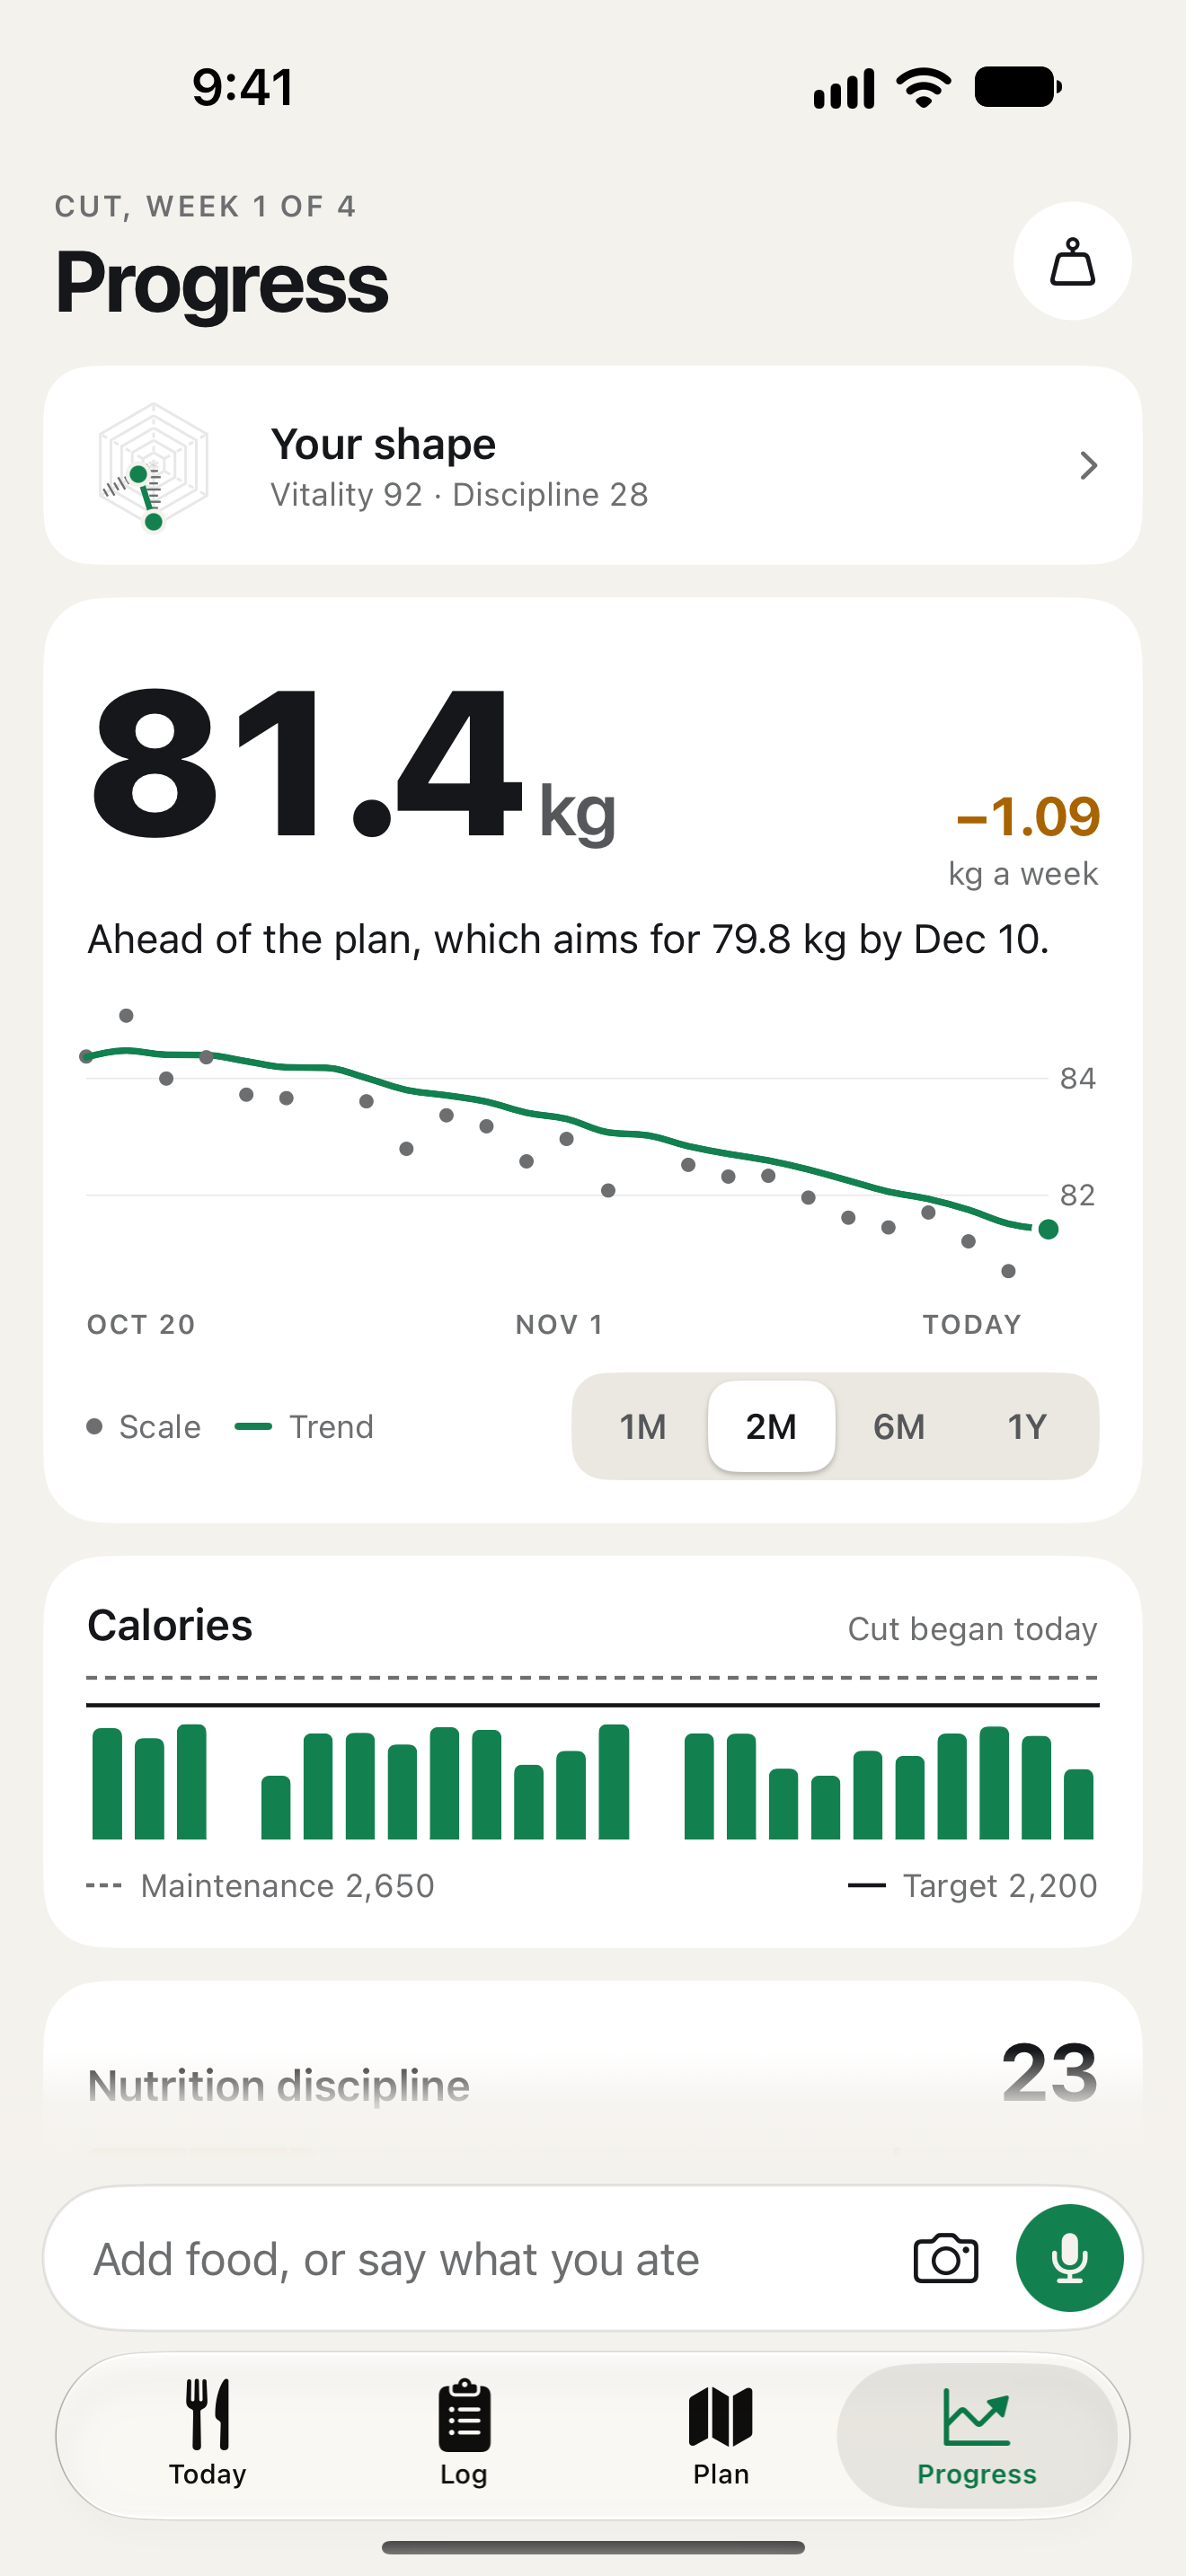 9:41
CUT, WEEK 1 OF 4
Progress
Your shape
Vitality 92 · Discipline 28
81.4 kg
−1.09
kg a week
Ahead of the plan, which aims for 79.8 kg by Dec 10.
84
82
OCT 20 NOV 1 TODAY
Scale Trend 1M 2M 6M 1Y
Calories Cut began today
Maintenance 2,650 Target 2,200
Nutrition discipline 23
Add food, or say what you ate
Today Log Plan Progress